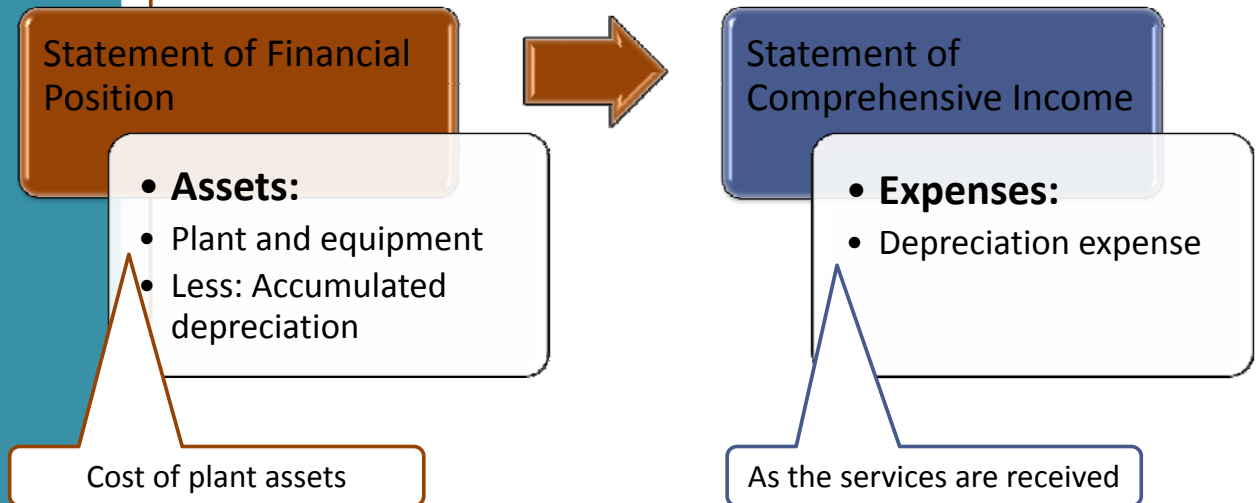 Statement of Financial
Position
• Assets:
• Plant and equipment
• Less: Accumulated
depreciation
Cost of plant assets
Statement of
Comprehensive Income
• Expenses:
• Depreciation expense
As the services are received